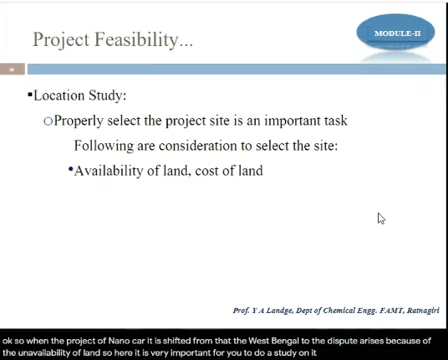 Project Feasibility...
MODULE-II
▪Location Study:
○Properly select the project site is an important task
Following are consideration to select the site:
•Availability of land, cost of land
Prof. Y A Landge, Dept of Chemical Engg. FAMT, Ratnagiri
ok so when the project of Nano car it is shifted from that the West Bengal to the dispute arises because of
the unavailability of land so here it is very important for you to do a study on it